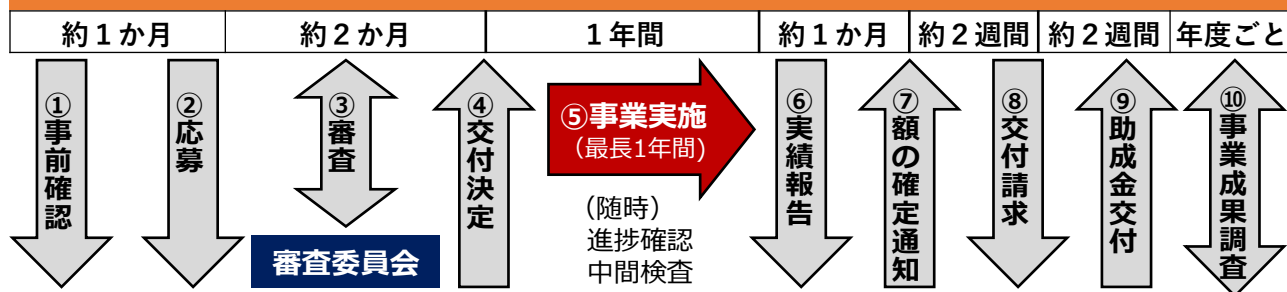 約１か月
約２か月
１年間
約１か月
約２週間
約２週間
年度ごと
①事前確認
②応募
③審査
審査委員会
④交付決定
⑤事業実施
（最長1年間）
（随時）
進捗確認
中間検査
⑥実績報告
⑦額の確定通知
⑧交付請求
⑨助成金交付
⑩事業成果調査